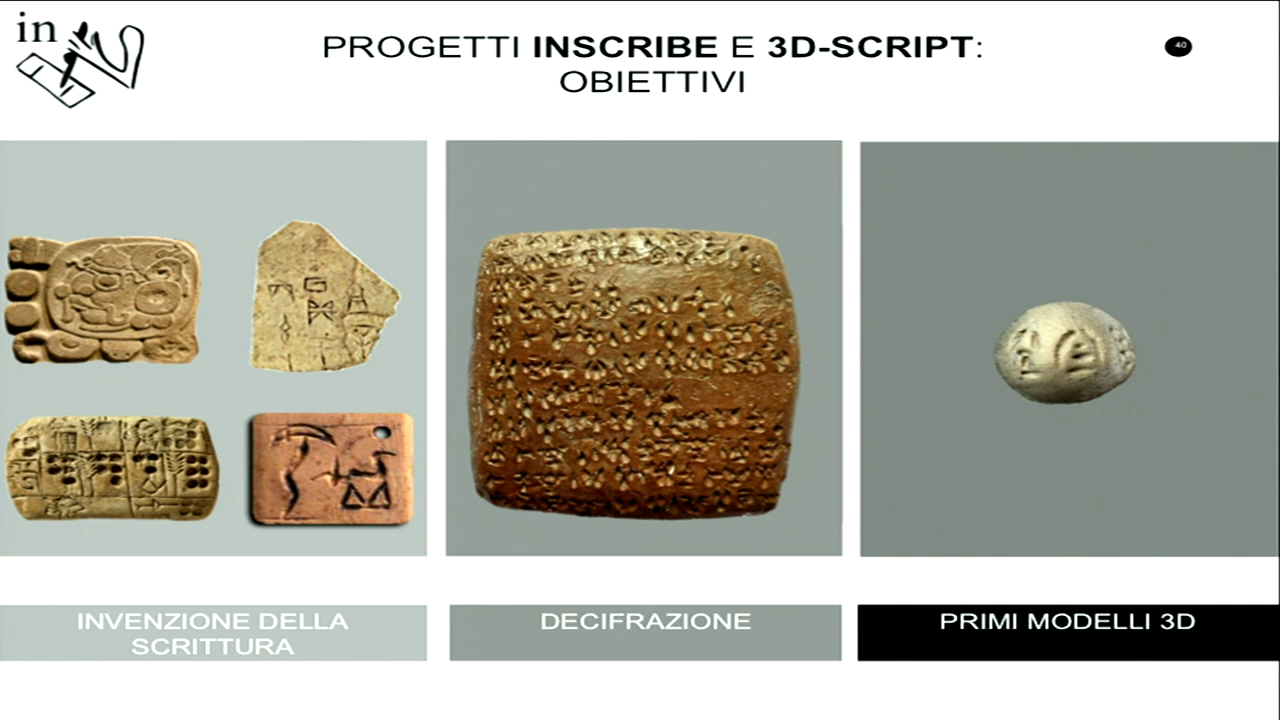 in
PROGETTI INSCRIBE E 3D-SCRIPT:
OBIETTIVI
40
INVENZIONE DELLA
SCRITTURA
DECIFRAZIONE
PRIMI MODELLI 3D